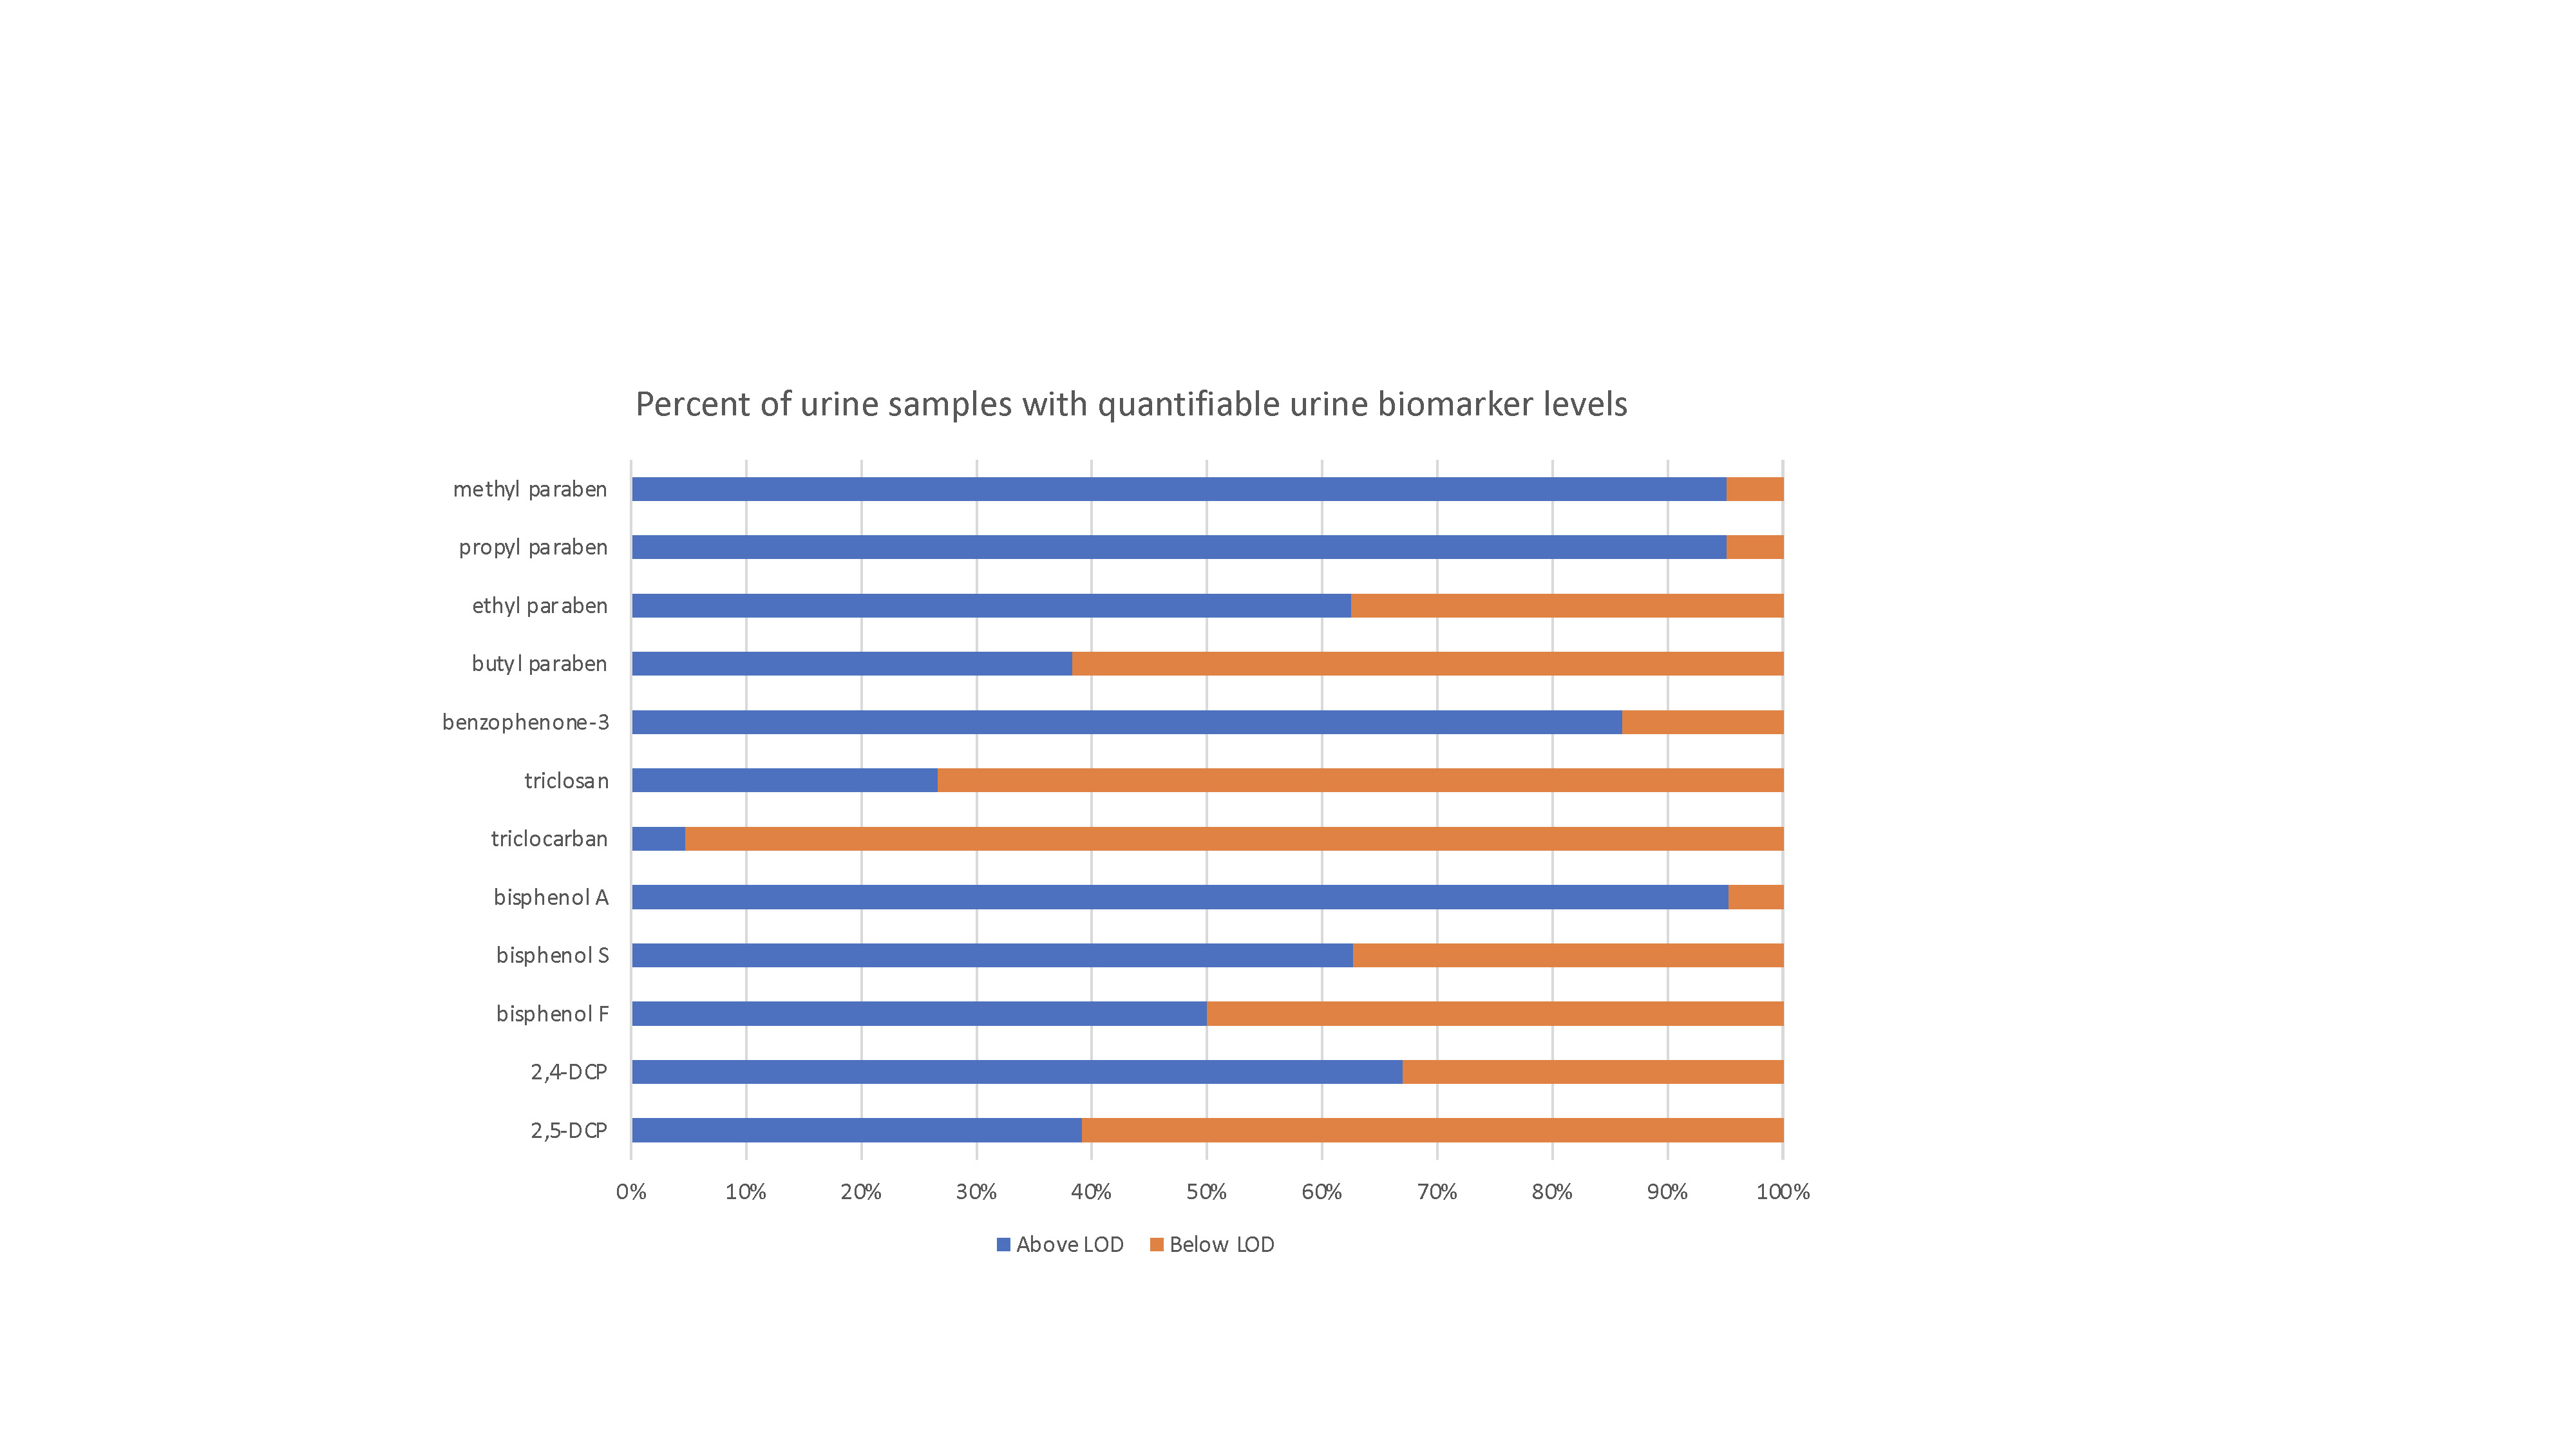 Percent of urine samples with quantifiable urine biomarker levels
methyl paraben
propyl paraben
ethyl paraben
butyl paraben
benzophenone-3
triclosan
triclocarban
bisphenol A
bisphenol S
bisphenol F
2,4-DCP
2,5-DCP
0% 10% 20% 30% 40% 50% 60% 70% 80% 90% 100%
Above LOD Below LOD